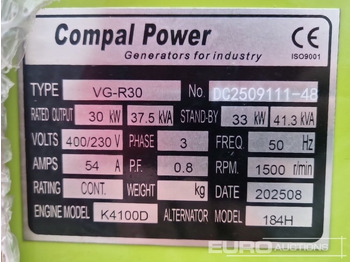 Compal Power
Generators for industry
CE
ISO9001
TYPE VG-R30 No. DC2509111-48
RATED OUTPUT 30 kW 37.5 kVA STAND-BY 33 kW 41.3 kVA
VOLTS 400/230 V PHASE 3 FREQ 50 Hz
AMPS 54 A P.F. 0.8 RPM. 1500 r/min
RATING CONT. WEIGHT kg DATE 202508
ENGINE MODEL K4100D ALTERNATOR MODEL 184H
EURO AUCTIONS